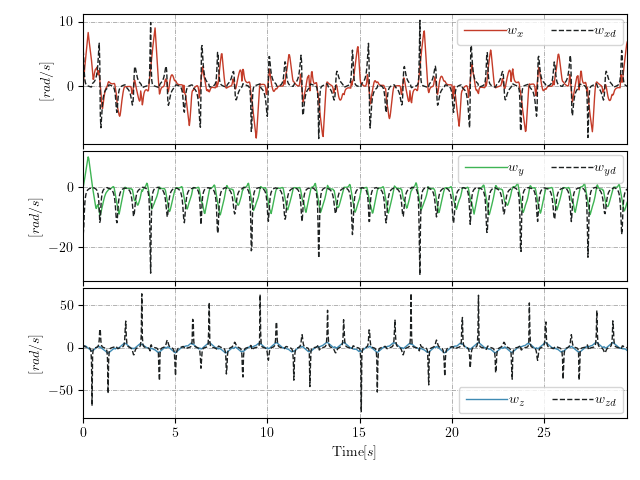 10
0
[rad/s]
w_x w_xd
0
−20
[rad/s]
w_y w_yd
50
0
−50
[rad/s]
w_z w_zd
0 5 10 15 20 25
Time[s]